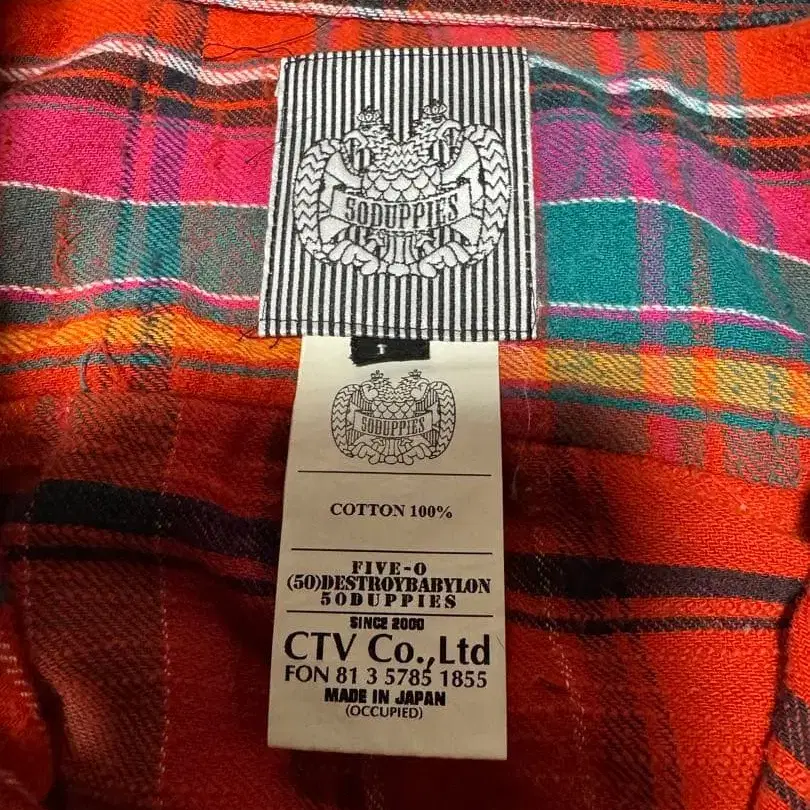 50DUPPIES
1
50DUPPIES
COTTON 100%
FIVE-O
(50)DESTROYBABYLON
50DUPPIES
SINCE 2000
CTV Co.,Ltd
FON 81 3 5785 1855
MADE IN JAPAN
(OCCUPIED)